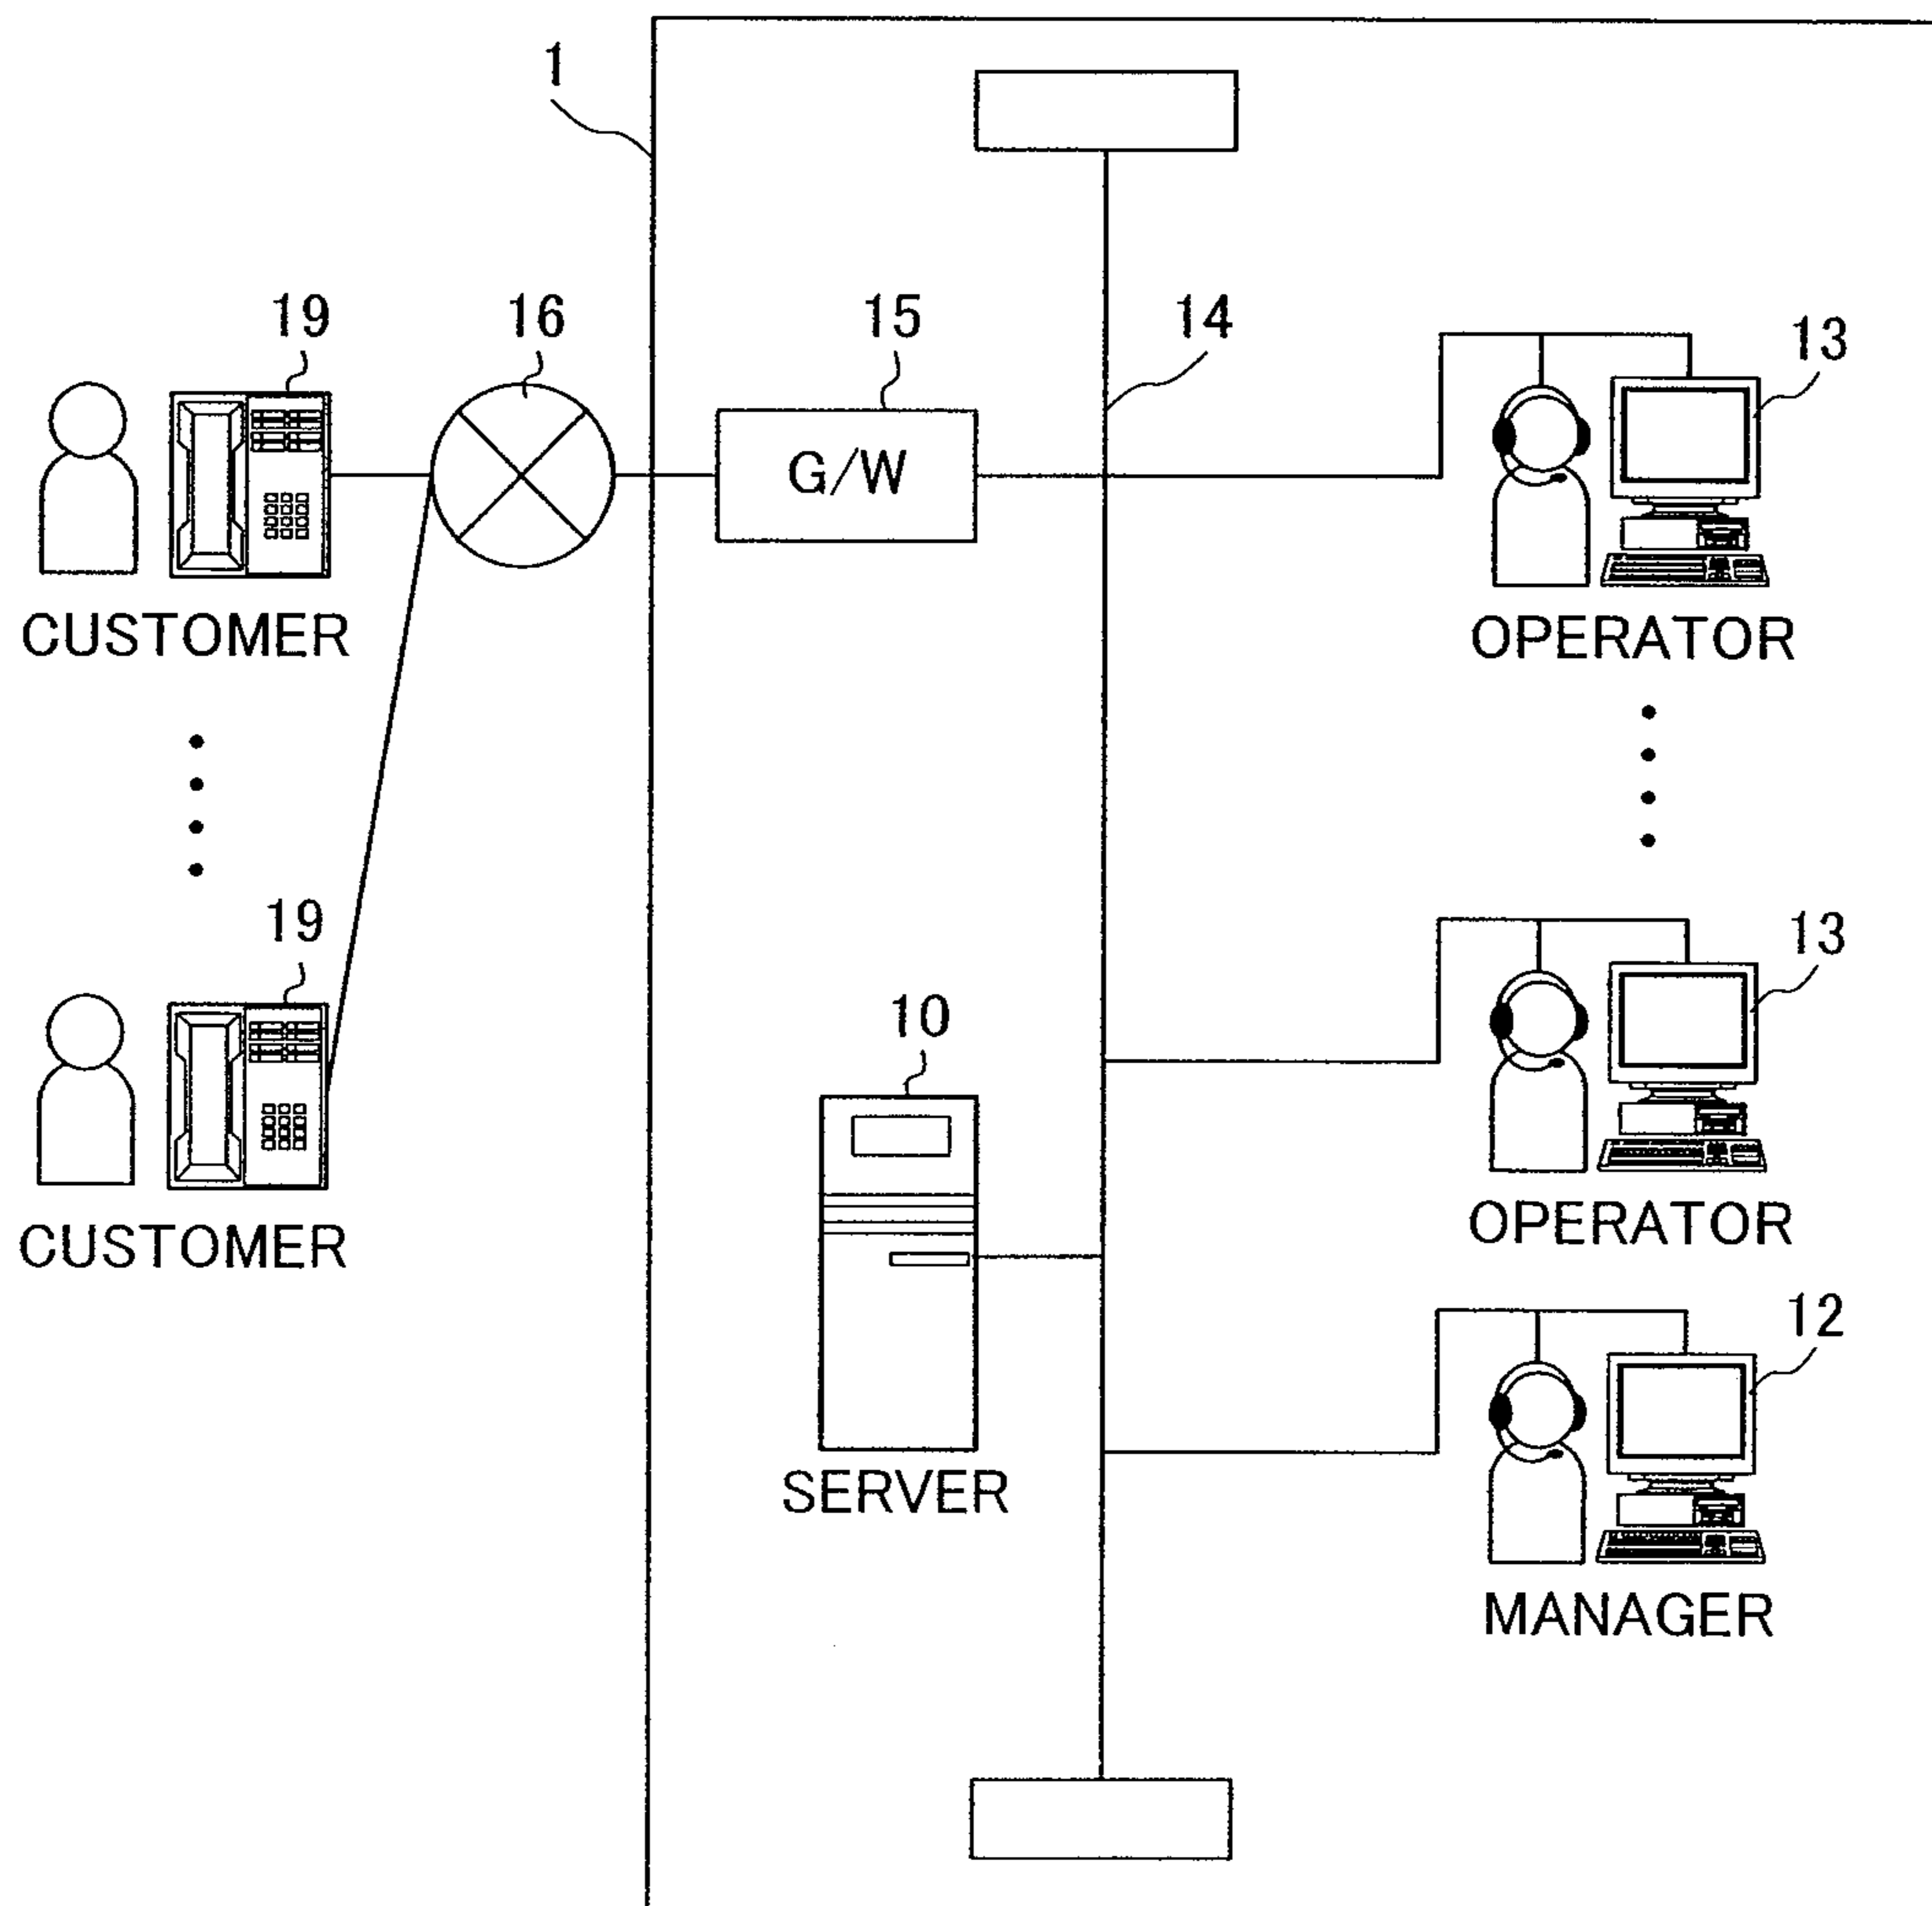 1
19
16
15
14
13
G/W
CUSTOMER
OPERATOR
19
13
10
CUSTOMER
OPERATOR
12
SERVER
MANAGER